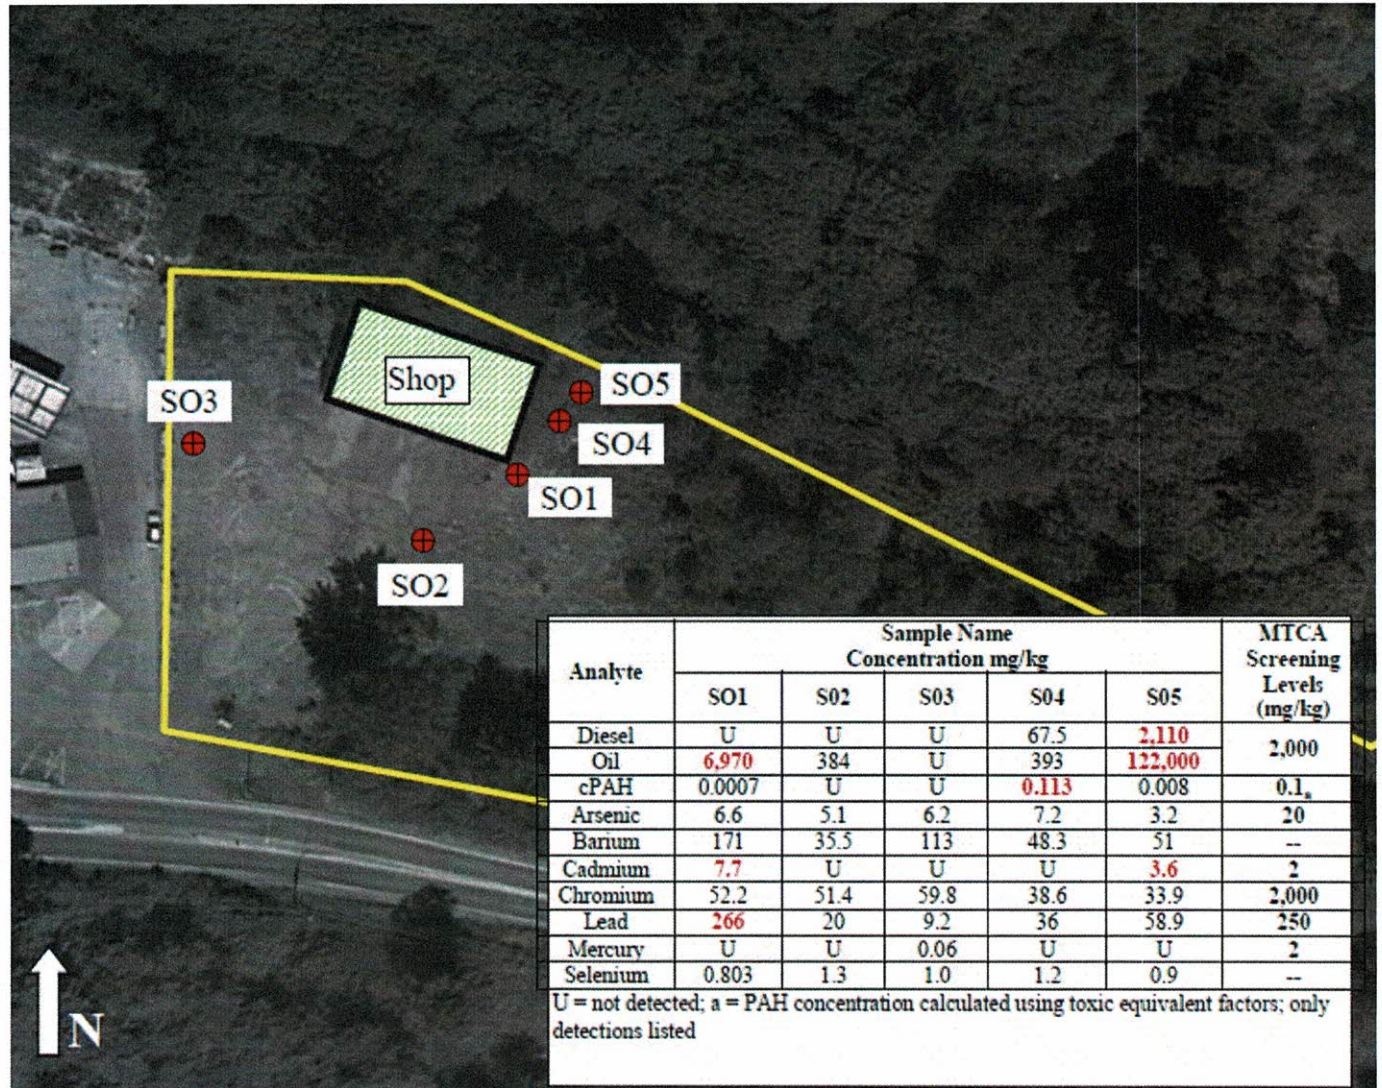 Shop
SO3
SO5
SO4
SO1
SO2
Analyte Sample Name Concentration mg/kg MTCA Screening Levels (mg/kg)
SO1 S02 S03 S04 S05
Diesel U U U 67.5 2,110 2,000
Oil 6,970 384 U 393 122,000
cPAH 0.0007 U U 0.113 0.008 0.1a
Arsenic 6.6 5.1 6.2 7.2 3.2 20
Barium 171 35.5 113 48.3 51 --
Cadmium 7.7 U U U 3.6 2
Chromium 52.2 51.4 59.8 38.6 33.9 2,000
Lead 266 20 9.2 36 58.9 250
Mercury U U 0.06 U U 2
Selenium 0.803 1.3 1.0 1.2 0.9 --
U = not detected; a = PAH concentration calculated using toxic equivalent factors; only
detections listed
N